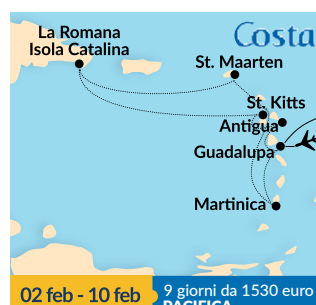 La Romana
Isola Catalina
Costa
St. Maarten
St. Kitts
Antigua
Guadalupa
Martinica
02 feb - 10 feb
9 giorni da 1530 euro
PACIFICA